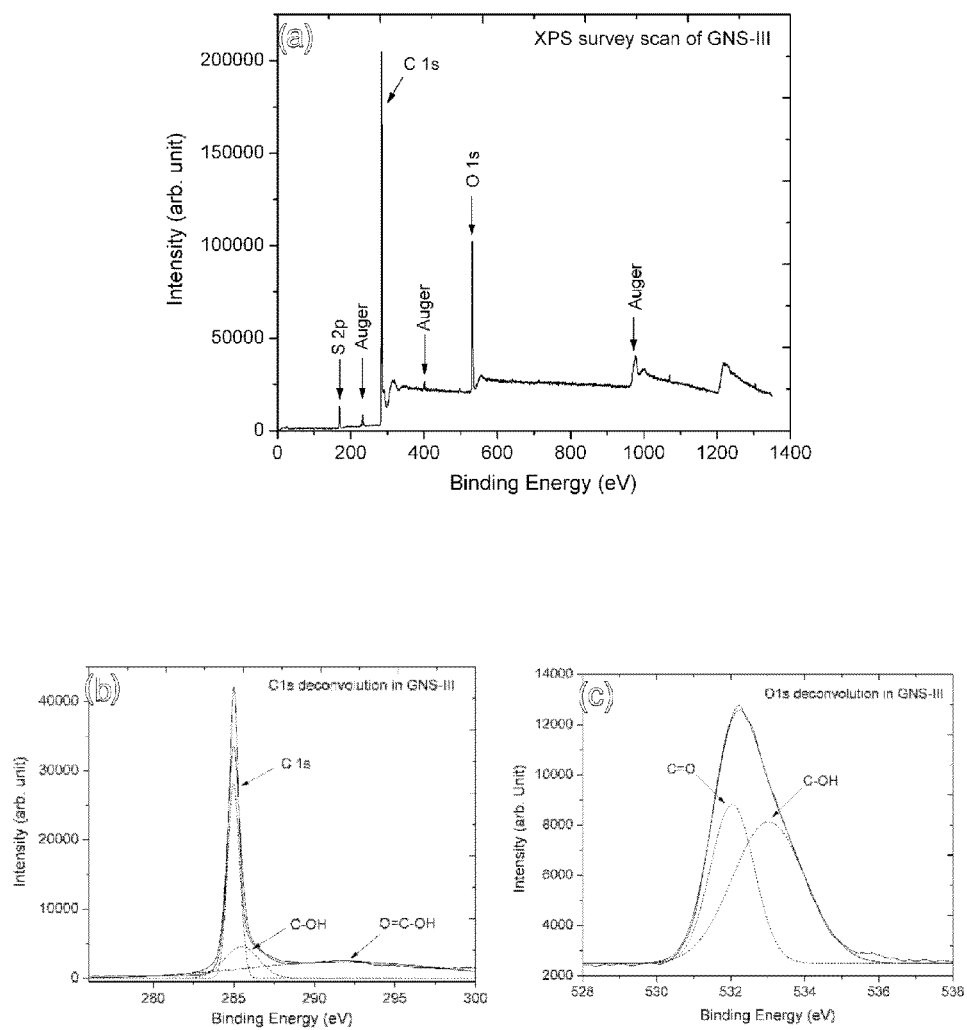 (a)
XPS survey scan of GNS-III
C 1s
O 1s
S 2p
Auger
Auger
Auger
Intensity (arb. unit)
200000
150000
100000
50000
0
0 200 400 600 800 1000 1200 1400
Binding Energy (eV)
(b)
C1s deconvolution in GNS-III
C 1s
C-OH
O=C-OH
Intensity (arb. unit)
40000
30000
20000
10000
0
280 285 290 295 300
Binding Energy (eV)
(c)
O1s deconvolution in GNS-III
C=O
C-OH
Intensity (arb. Unit)
14000
12000
10000
8000
6000
4000
2000
528 530 532 534 536 538
Binding Energy (eV)